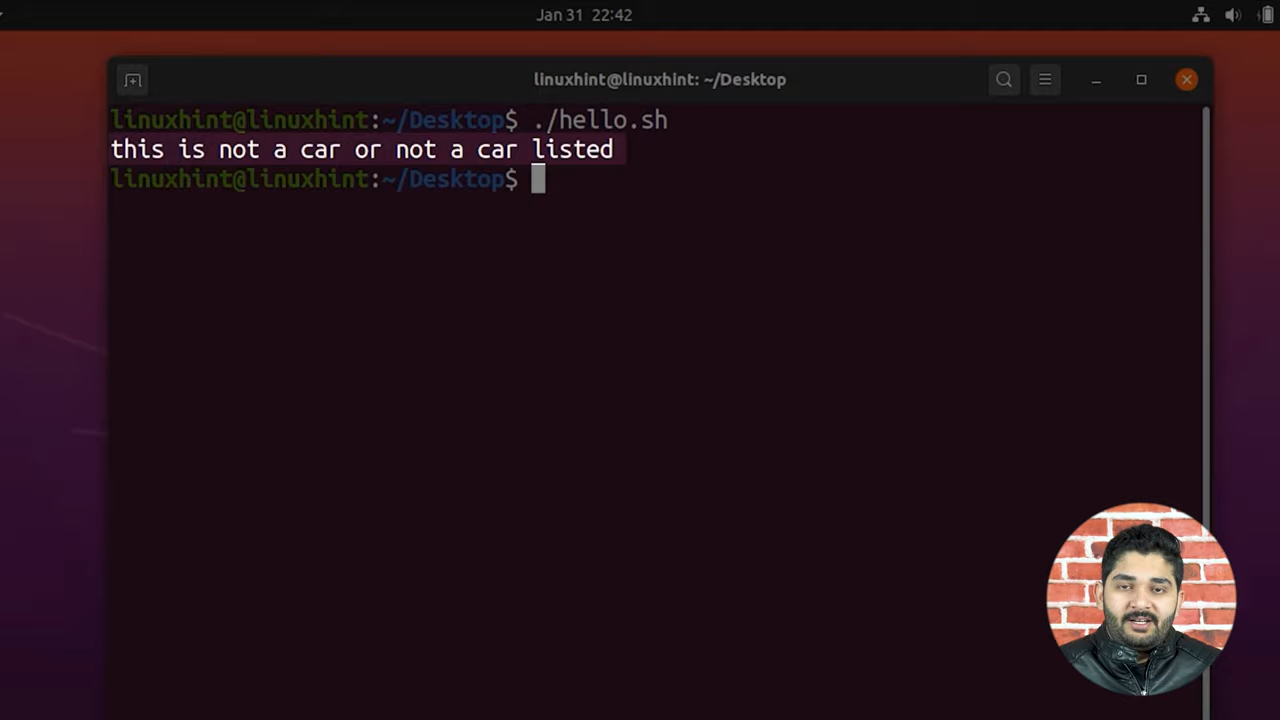 Jan 31 22:42
linuxhint@linuxhint: ~/Desktop
linuxhint@linuxhint:~/Desktop$ ./hello.sh
this is not a car or not a car listed
linuxhint@linuxhint:~/Desktop$